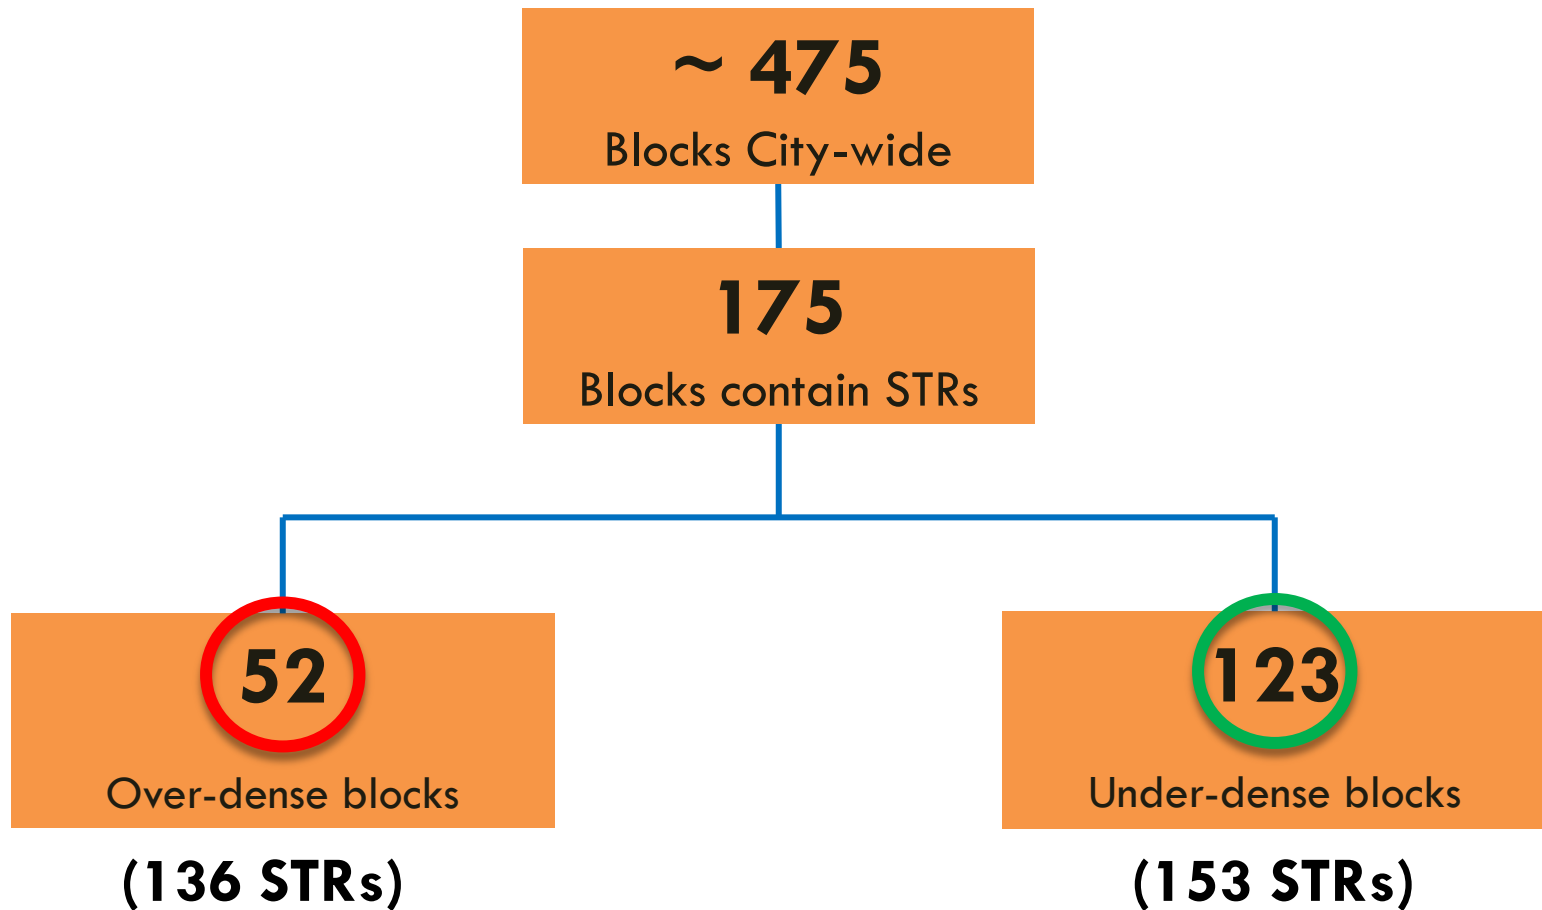 ~ 475
Blocks City-wide
175
Blocks contain STRs
52
Over-dense blocks
(136 STRs)
123
Under-dense blocks
(153 STRs)